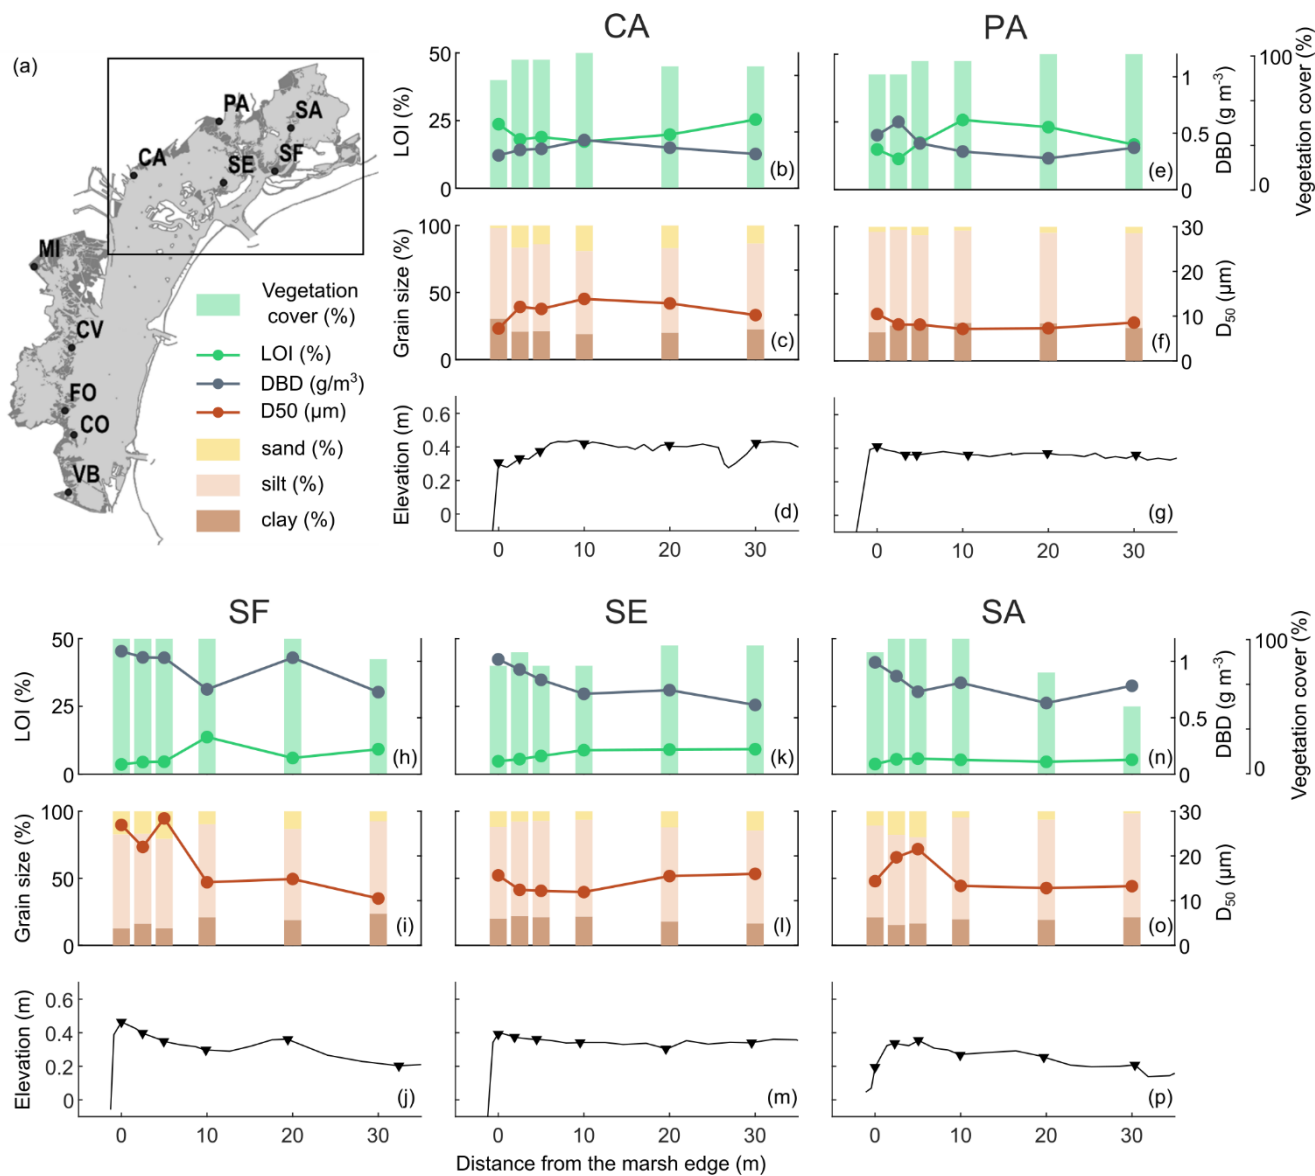 CA
PA
(a)
PA
SA
CA
SE
SF
MI
CV
FO
CO
VB
Vegetation
cover (%)
LOI (%)
DBD (g/m³)
D50 (µm)
sand (%)
silt (%)
clay (%)
50
25
0
LOI (%)
(b)
(e)
1
0.5
0
DBD (g m⁻³)
100
0
Vegetation cover (%)
100
50
0
Grain size (%)
(c)
(f)
30
20
10
0
D₅₀ (µm)
0.6
0.4
0.2
0
Elevation (m)
(d)
(g)
0 10 20 30
0 10 20 30
SF
SE
SA
50
25
0
LOI (%)
(h)
(k)
(n)
1
0.5
0
DBD (g m⁻³)
100
0
Vegetation cover (%)
100
50
0
Grain size (%)
(i)
(l)
(o)
30
20
10
0
D₅₀ (µm)
0.6
0.4
0.2
0
Elevation (m)
(j)
(m)
(p)
0 10 20 30
0 10 20 30
0 10 20 30
Distance from the marsh edge (m)